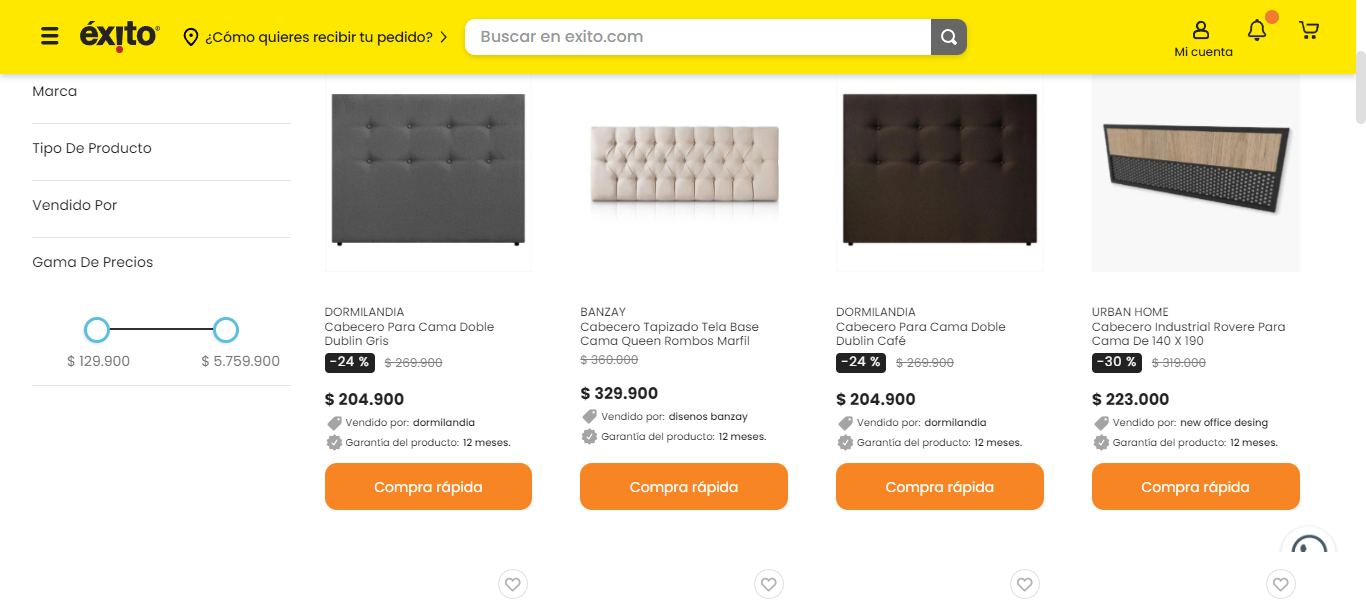 éxito
¿Cómo quieres recibir tu pedido?
Buscar en exito.com
Mi cuenta
Marca
Tipo De Producto
Vendido Por
Gama De Precios
$ 129.900
$ 5.759.900
DORMILANDIA
Cabecero Para Cama Doble
Dublin Gris
-24 % $ 269.900
$ 204.900
Vendido por: dormilandia
Garantía del producto: 12 meses.
Compra rápida
BANZAY
Cabecero Tapizado Tela Base
Cama Queen Rombos Marfil
$ 360.000
$ 329.900
Vendido por: disenos banzay
Garantía del producto: 12 meses.
Compra rápida
DORMILANDIA
Cabecero Para Cama Doble
Dublin Café
-24 % $ 269.900
$ 204.900
Vendido por: dormilandia
Garantía del producto: 12 meses.
Compra rápida
URBAN HOME
Cabecero Industrial Rovere Para
Cama De 140 X 190
-30 % $ 319.000
$ 223.000
Vendido por: new office desing
Garantía del producto: 12 meses.
Compra rápida